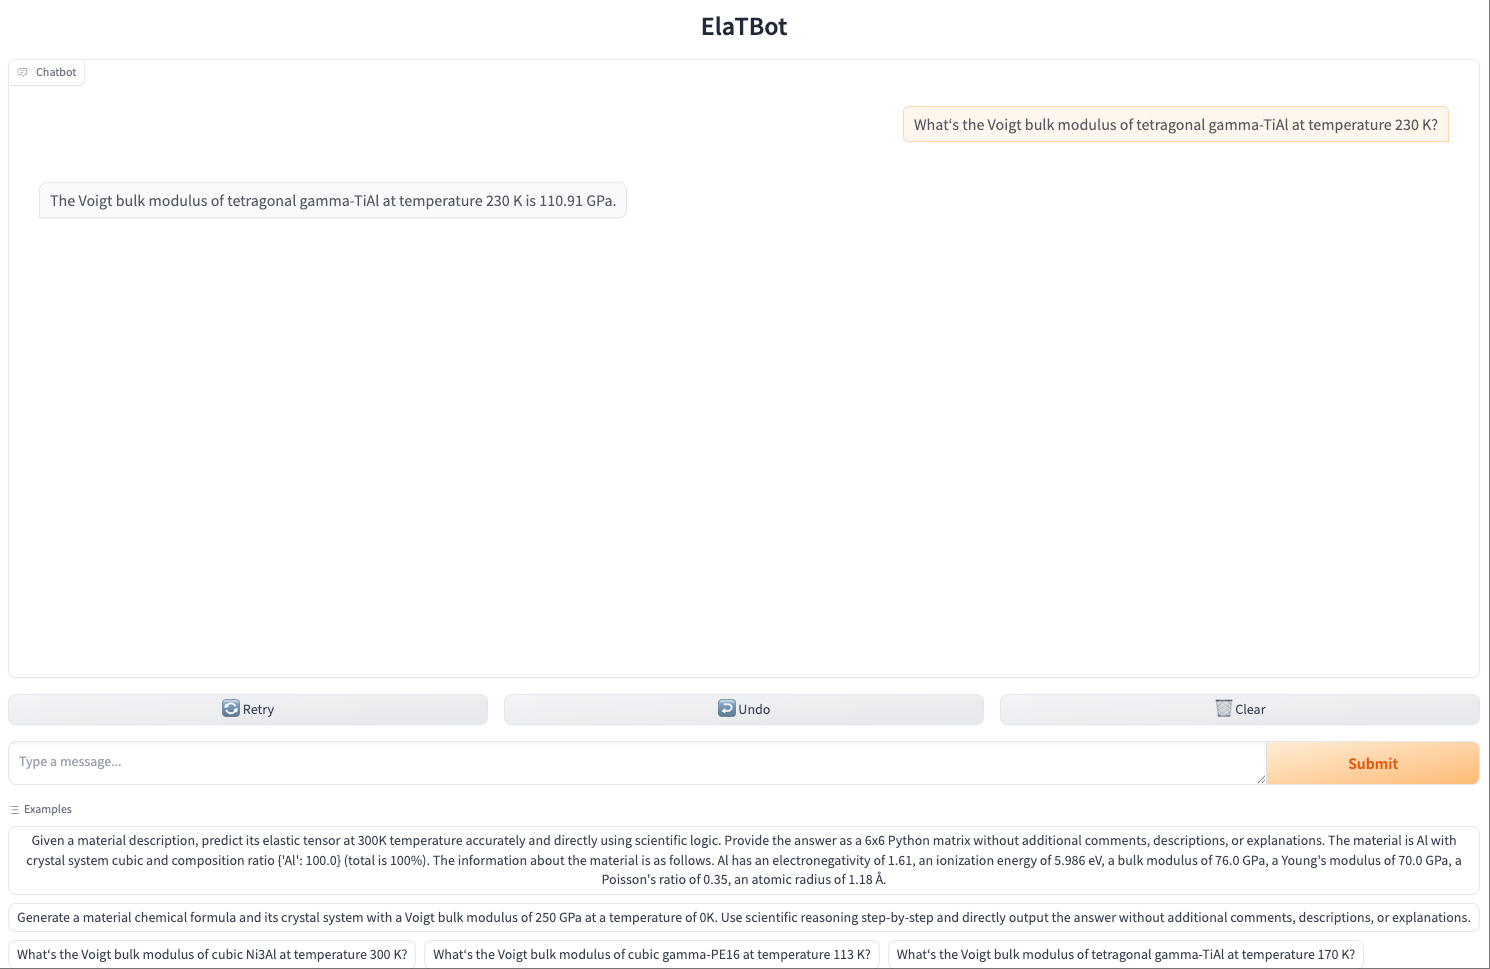 ElaTBot
Chatbot
What‘s the Voigt bulk modulus of tetragonal gamma-TiAl at temperature 230 K?
The Voigt bulk modulus of tetragonal gamma-TiAl at temperature 230 K is 110.91 GPa.
Retry
Undo
Clear
Type a message...
Submit
Examples
Given a material description, predict its elastic tensor at 300K temperature accurately and directly using scientific logic. Provide the answer as a 6x6 Python matrix without additional comments, descriptions, or explanations. The material is Al with
crystal system cubic and composition ratio {'Al': 100.0} (total is 100%). The information about the material is as follows. Al has an electronegativity of 1.61, an ionization energy of 5.986 eV, a bulk modulus of 76.0 GPa, a Young's modulus of 70.0 GPa, a
Poisson's ratio of 0.35, an atomic radius of 1.18 Å.
Generate a material chemical formula and its crystal system with a Voigt bulk modulus of 250 GPa at a temperature of 0K. Use scientific reasoning step-by-step and directly output the answer without additional comments, descriptions, or explanations.
What‘s the Voigt bulk modulus of cubic Ni3Al at temperature 300 K?
What‘s the Voigt bulk modulus of cubic gamma-PE16 at temperature 113 K?
What‘s the Voigt bulk modulus of tetragonal gamma-TiAl at temperature 170 K?